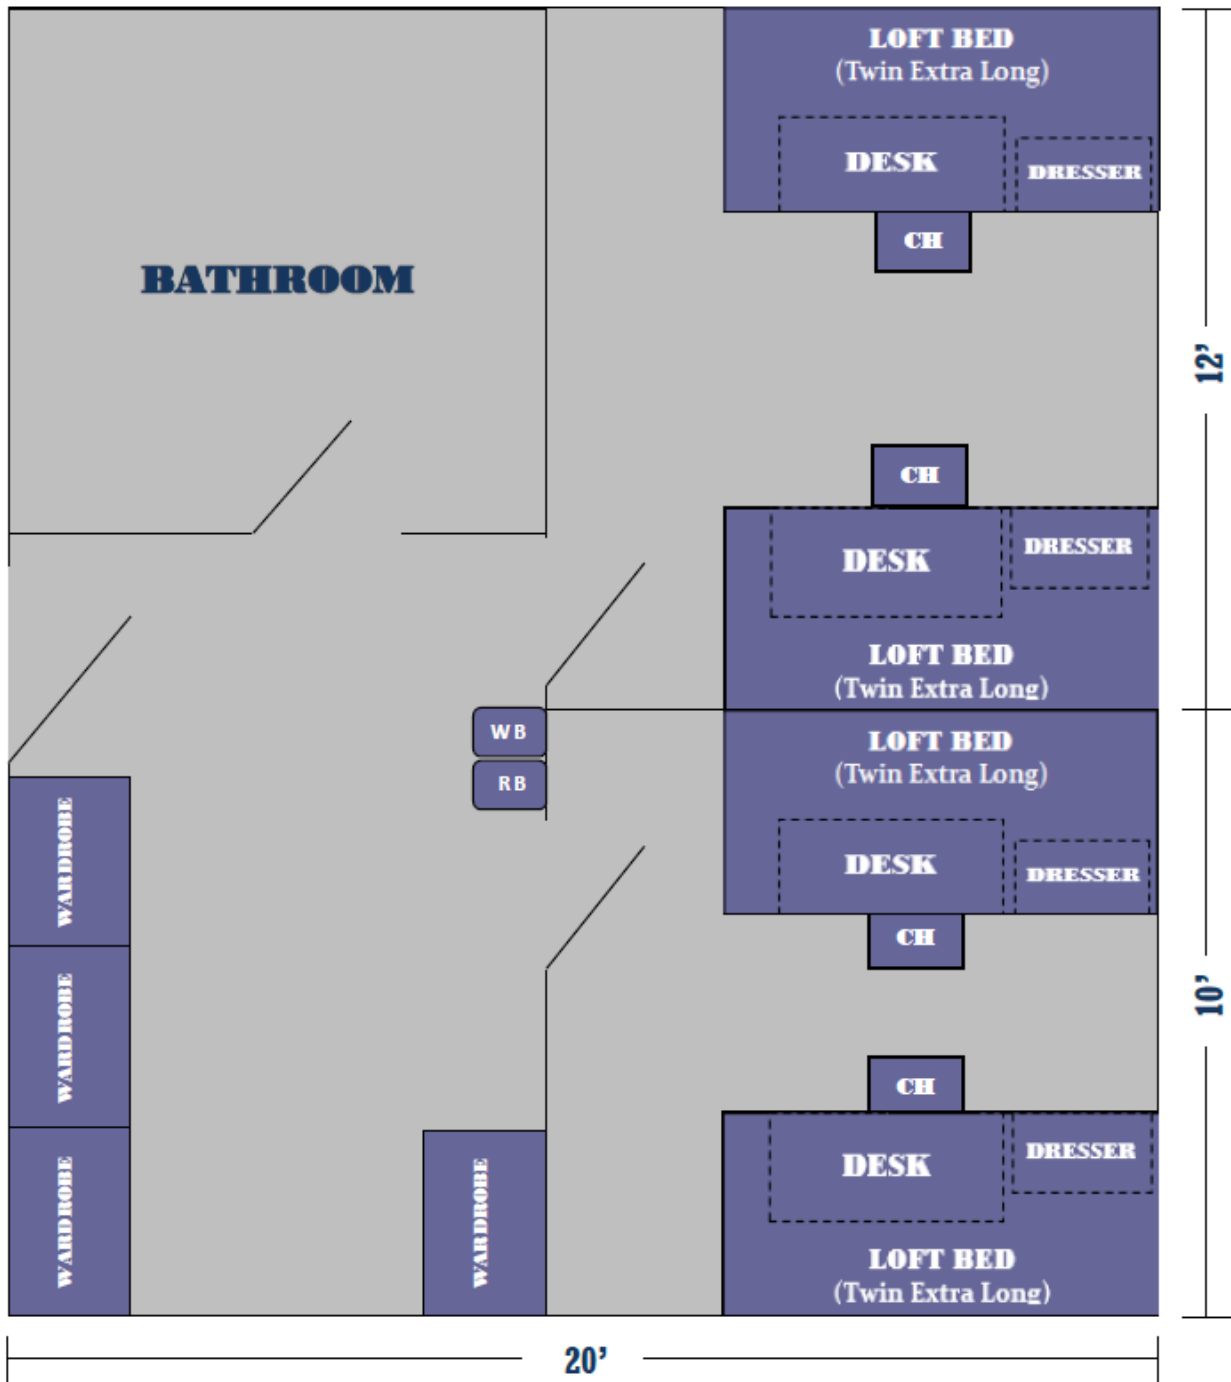 LOFT BED
(Twin Extra Long)
DESK
DRESSER
CH
BATHROOM
12’
CH
DESK
DRESSER
LOFT BED
(Twin Extra Long)
WB
RB
LOFT BED
(Twin Extra Long)
DESK
DRESSER
CH
WARDROBE
WARDROBE
WARDROBE
WARDROBE
10’
CH
DESK
DRESSER
LOFT BED
(Twin Extra Long)
20’